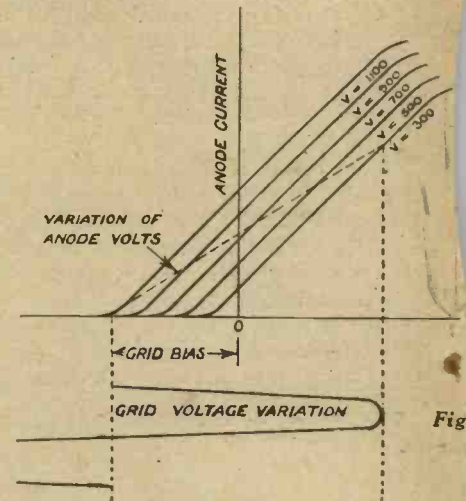 ANODE CURRENT
V = 1100
V = 900
V = 700
V = 500
V = 300
VARIATION OF
ANODE VOLTS
0
GRID BIAS
GRID VOLTAGE VARIATION
Fig